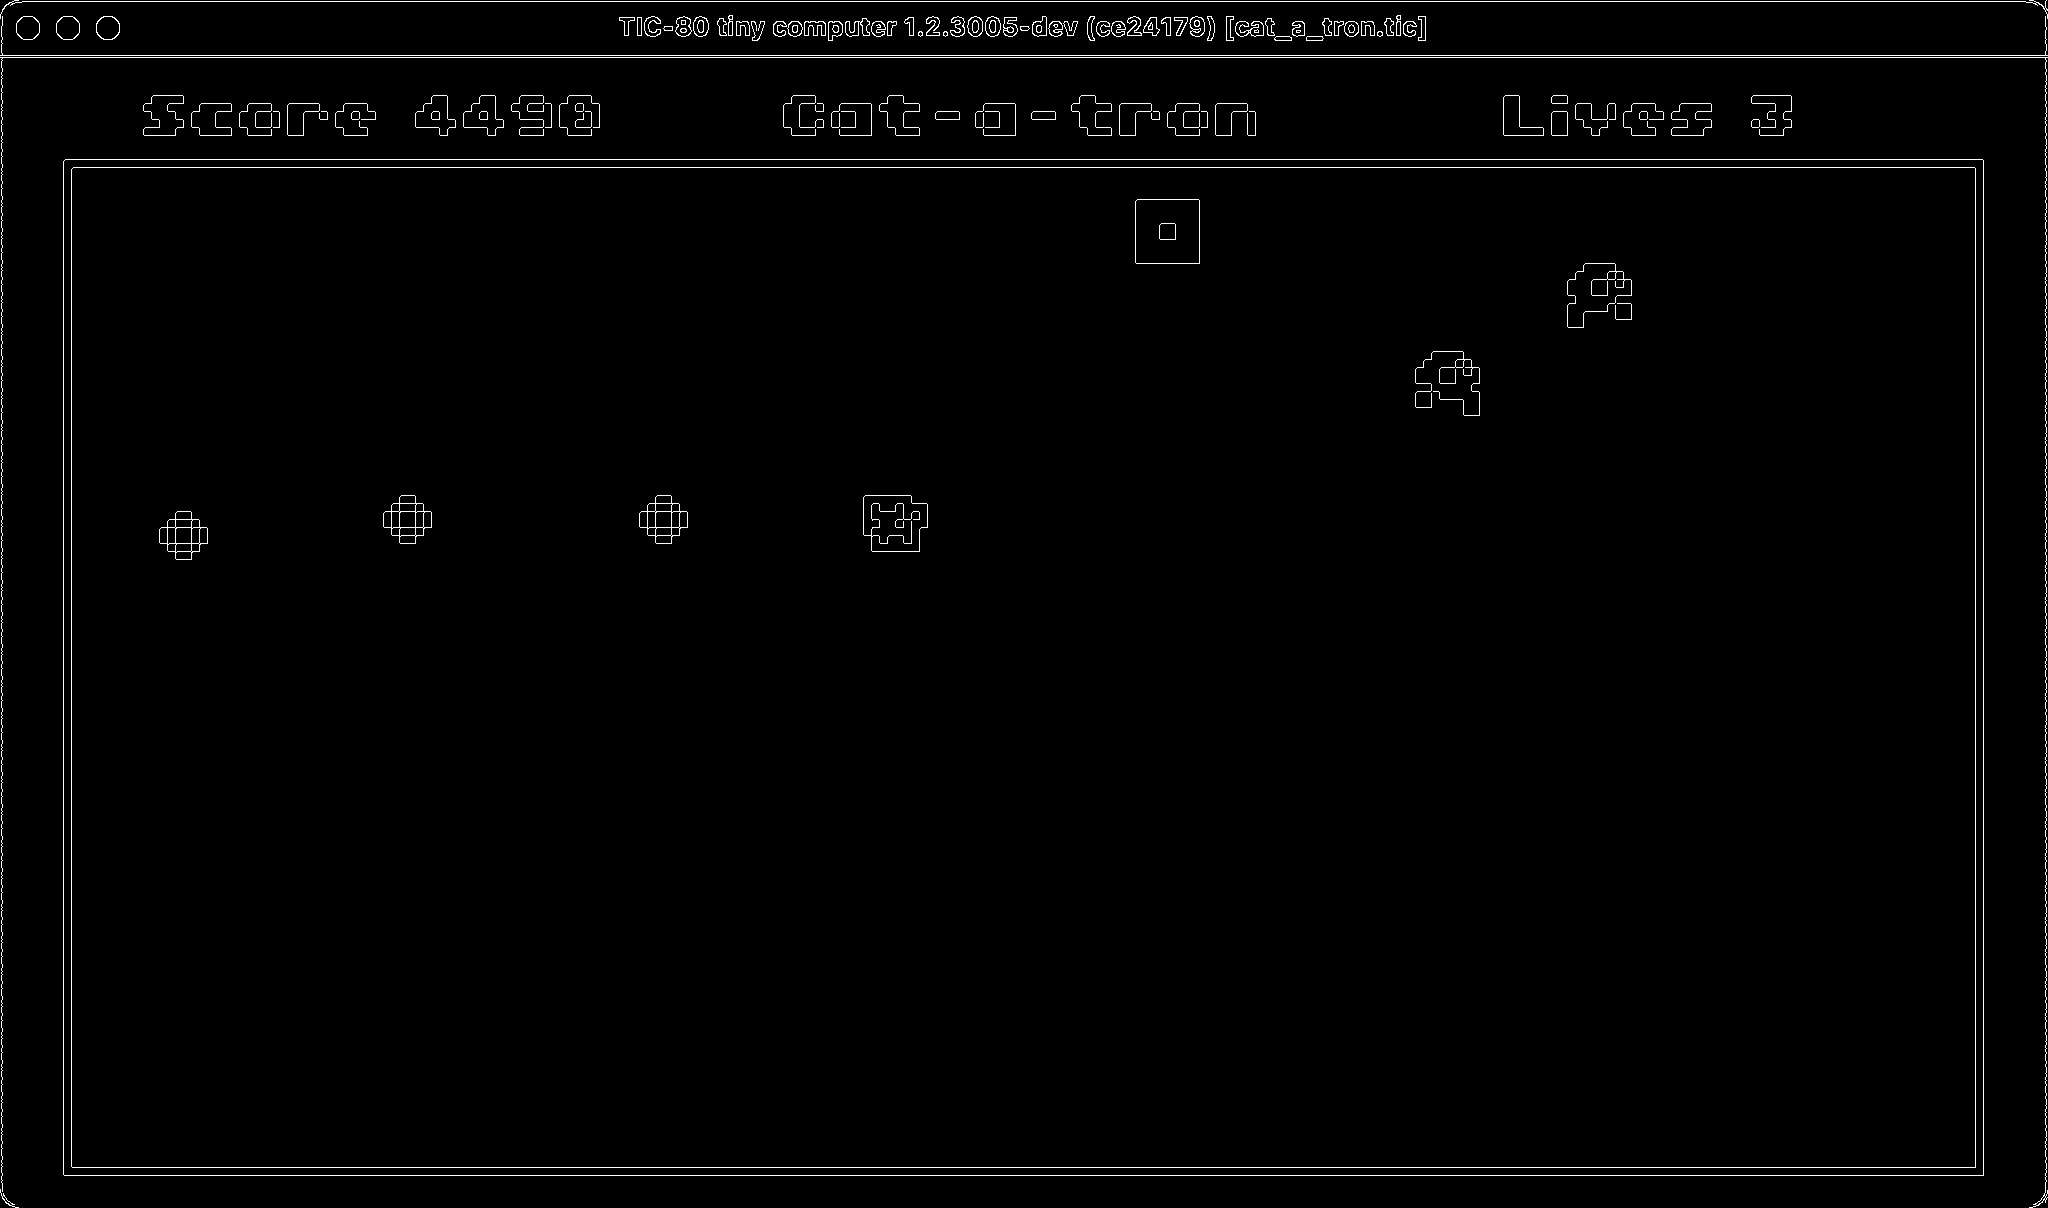 TIC-80 tiny computer 1.2.3005-dev (ce24179) [cat_a_tron.tic]
Score 4490 Cat-a-tron Lives 3